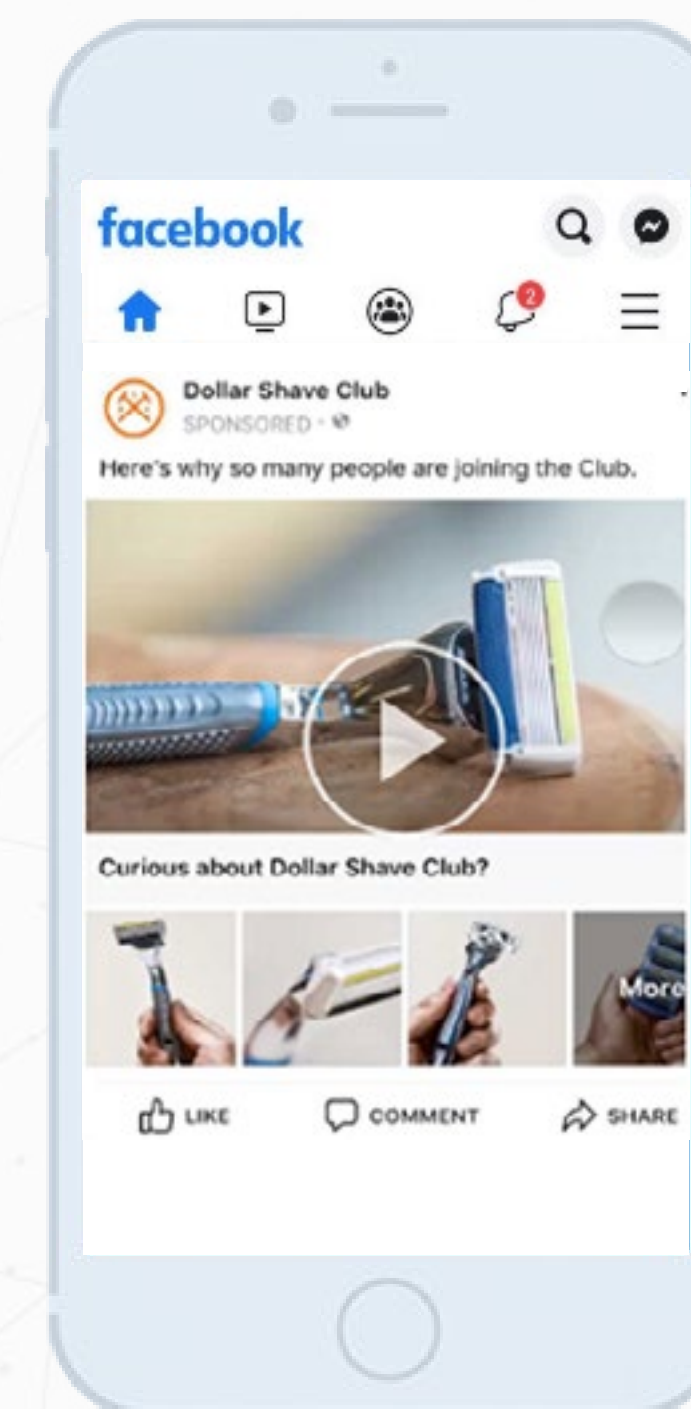 facebook
2
Dollar Shave Club
SPONSORED ·
Here's why so many people are joining the Club.
Curious about Dollar Shave Club?
More
LIKE COMMENT SHARE